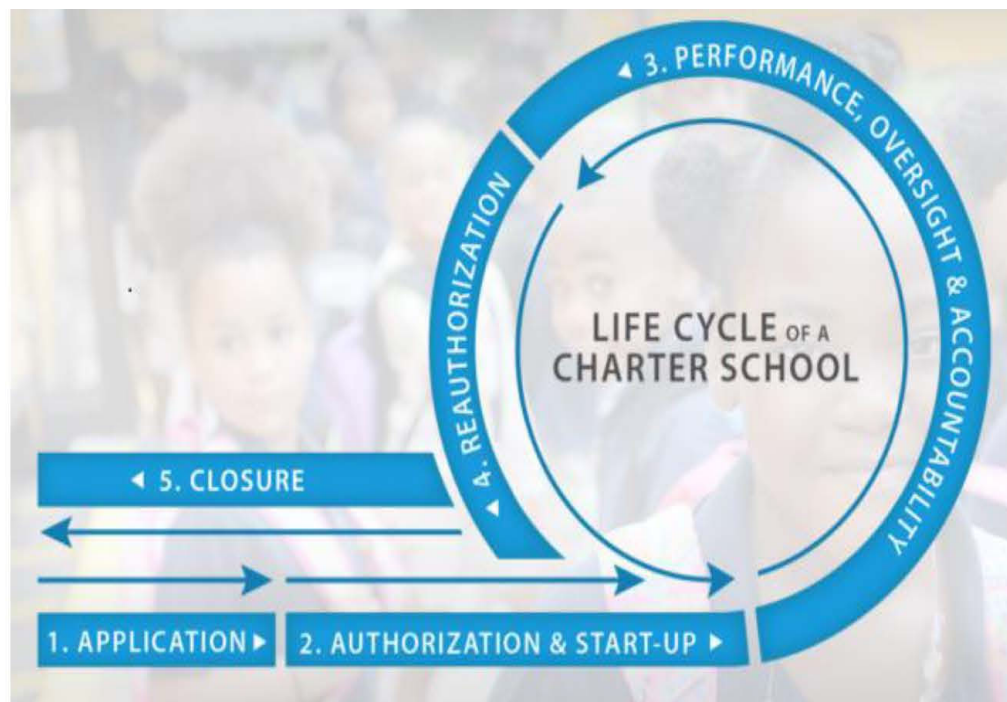 ◄ 3. PERFORMANCE, OVERSIGHT & ACCOUNTABILITY
◄ 4. REAUTHORIZATION
LIFE CYCLE OF A
CHARTER SCHOOL
◄ 5. CLOSURE
1. APPLICATION ►
2. AUTHORIZATION & START-UP ►